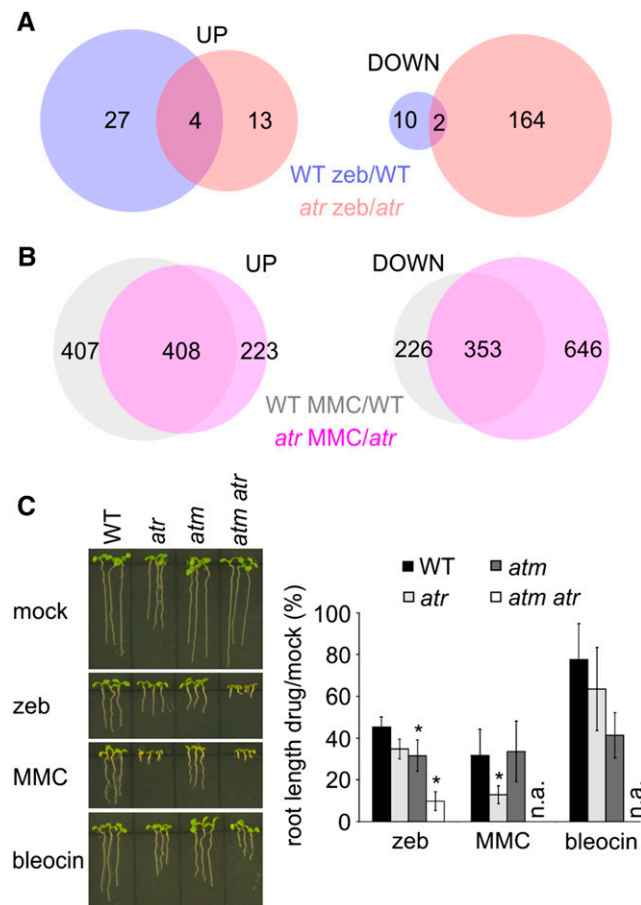 A
UP
DOWN
27
4
13
10
2
164
WT zeb/WT
atr zeb/atr
B
UP
DOWN
407
408
223
226
353
646
WT MMC/WT
atr MMC/atr
C
WT
atr
atm
atm atr
mock
zeb
MMC
bleocin
WT
atm
atr
atm atr
root length drug/mock (%)
100
80
60
40
20
0
*
*
*
n.a.
n.a.
zeb
MMC
bleocin